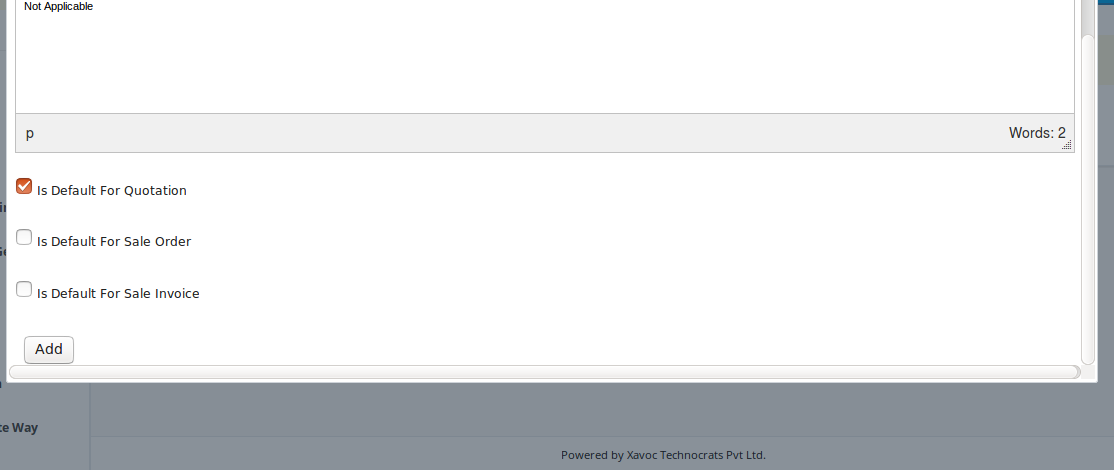 Not Applicable
p Words: 2
Is Default For Quotation
Is Default For Sale Order
Is Default For Sale Invoice
Add
Way
Powered by Xavoc Technocrats Pvt Ltd.